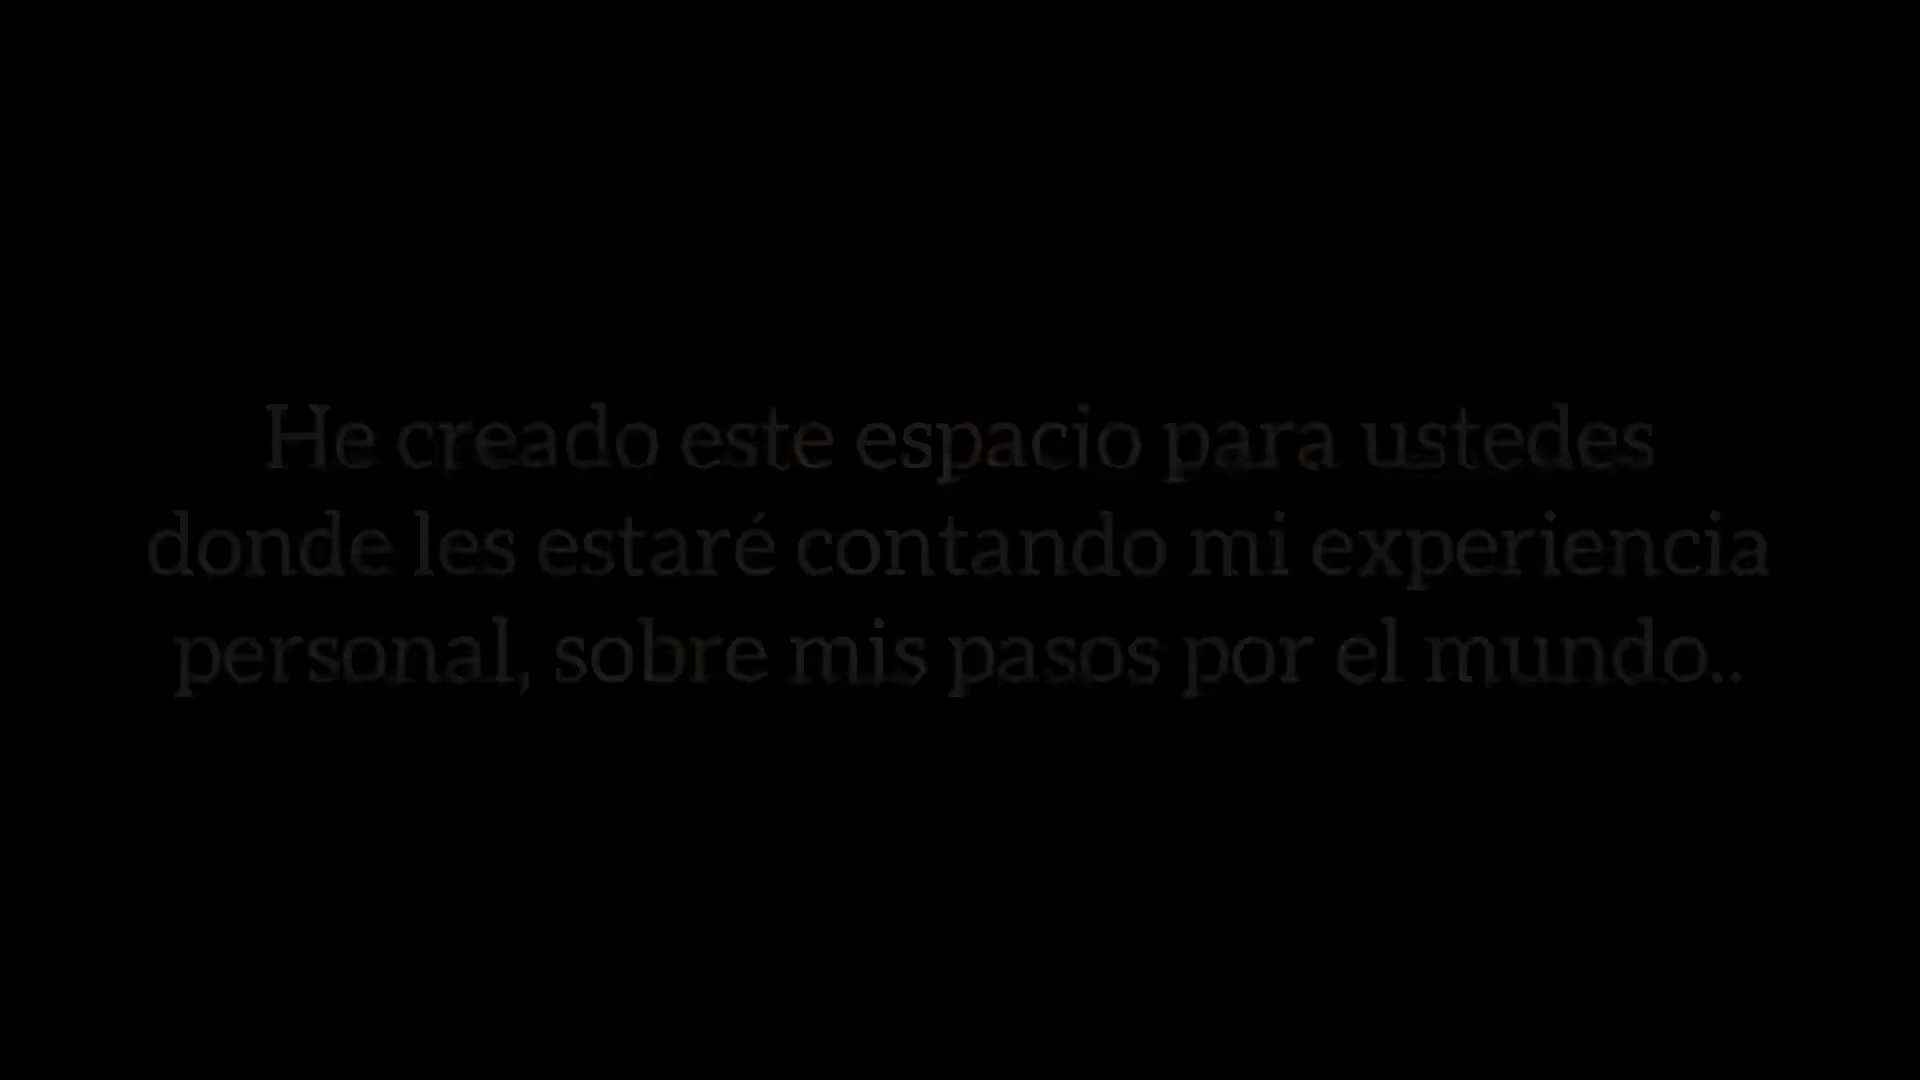 He creado este espacio para ustedes
donde les estaré contando mi experiencia
personal, sobre mis pasos por el mundo..